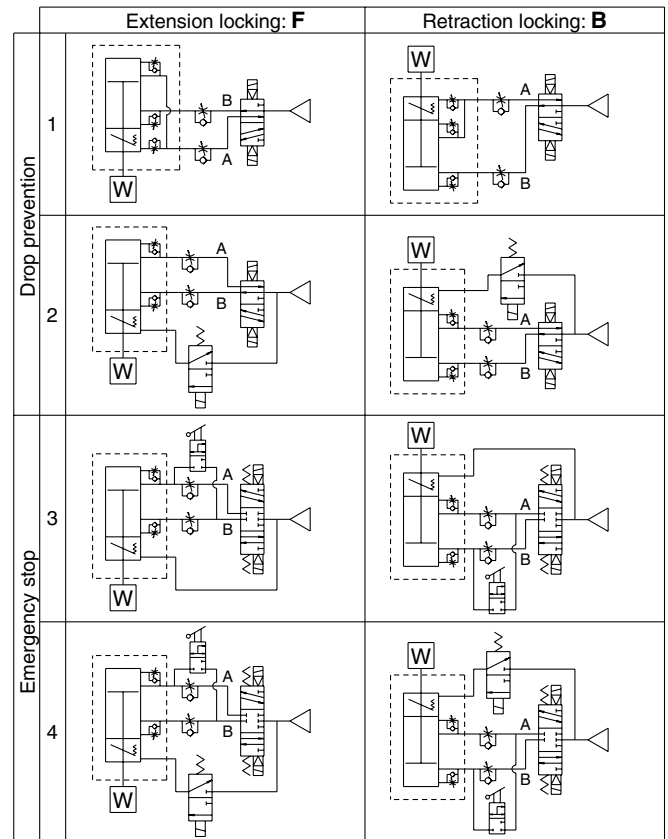 Extension locking: F
Retraction locking: B
Drop prevention
1
B
A
W
W
A
B
2
A
B
W
W
A
B
Emergency stop
3
A
B
W
W
A
B
4
A
B
W
W
A
B